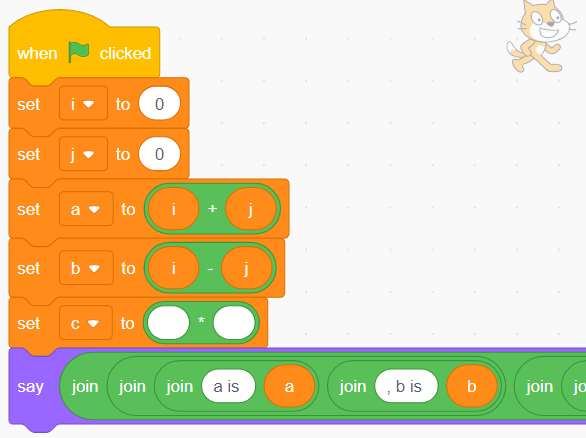 when clicked
set i to 0
set j to 0
set a to i + j
set b to i - j
set c to *
say join join join a is a join , b is b join jo